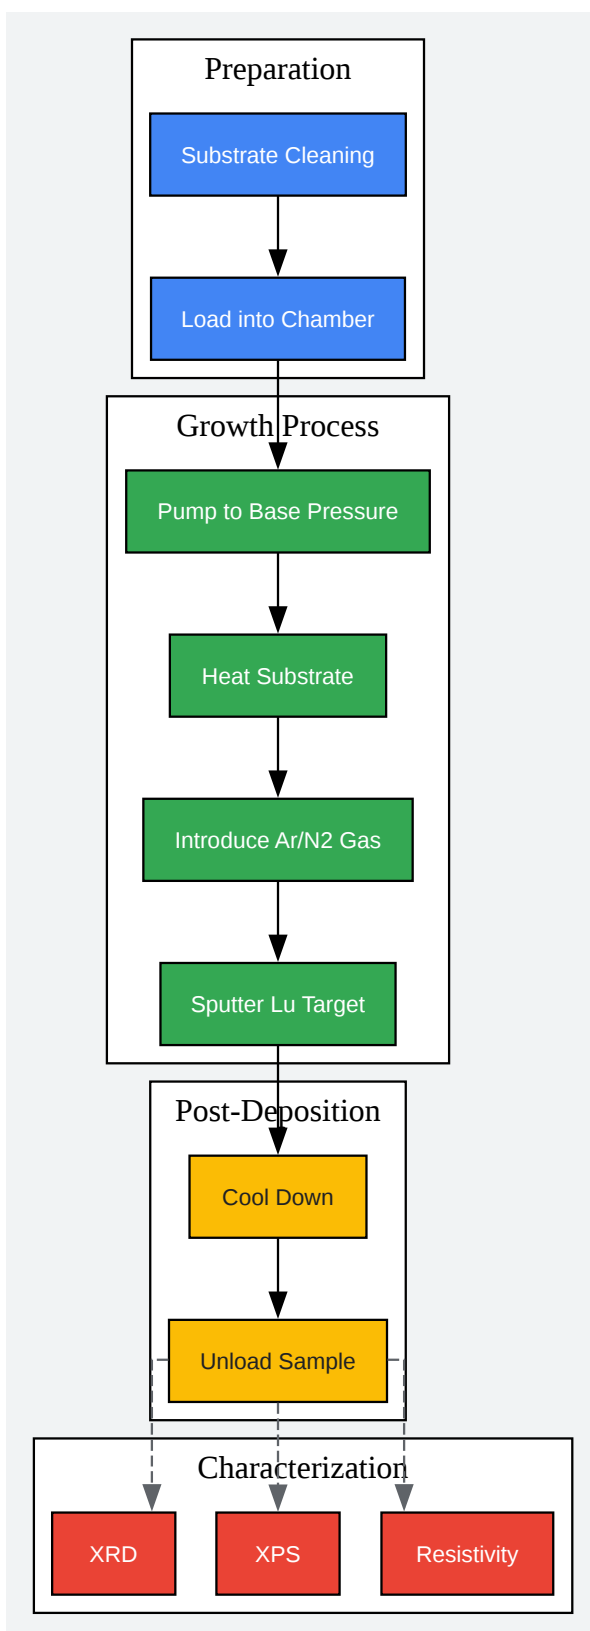 Preparation
Substrate Cleaning
Load into Chamber
Growth Process
Pump to Base Pressure
Heat Substrate
Introduce Ar/N2 Gas
Sputter Lu Target
Post-Deposition
Cool Down
Unload Sample
Characterization
XRD
XPS
Resistivity